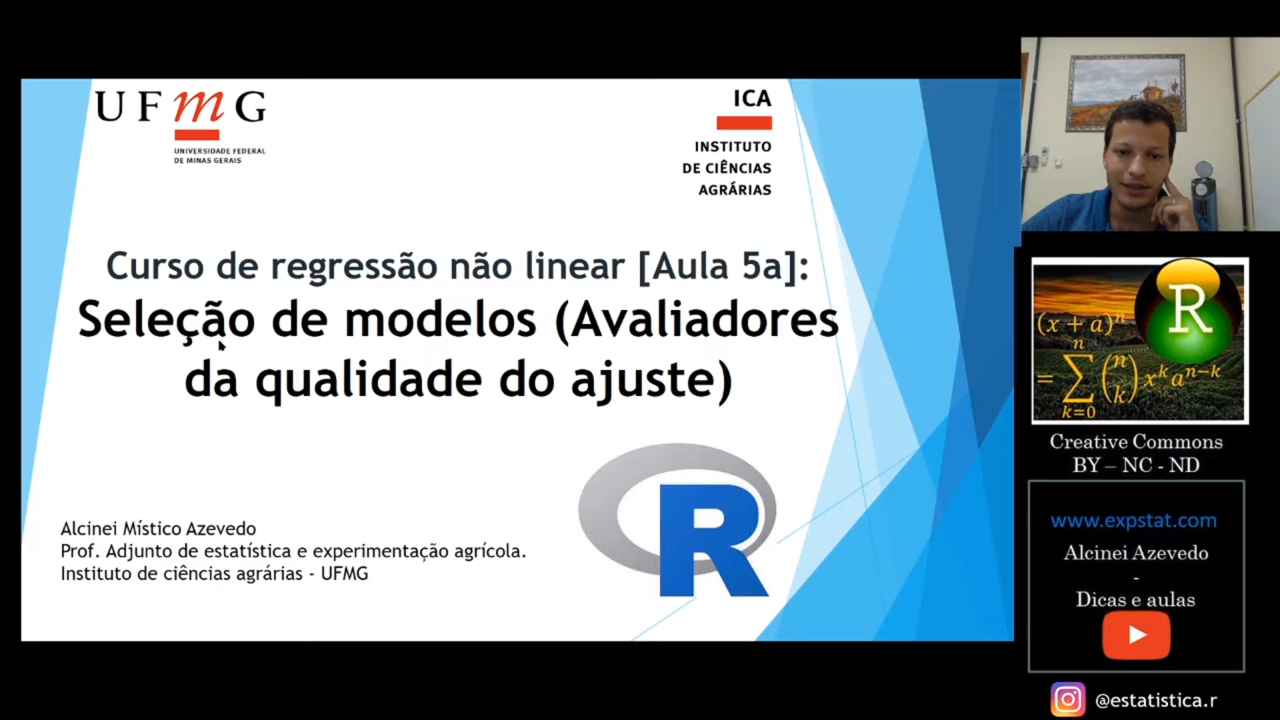 UFmG
UNIVERSIDADE FEDERAL
DE MINAS GERAIS
ICA
INSTITUTO
DE CIÊNCIAS
AGRÁRIAS
Curso de regressão não linear [Aula 5a]:
Seleção de modelos (Avaliadores
da qualidade do ajuste)
R
Alcinei Místico Azevedo
Prof. Adjunto de estatística e experimentação agrícola.
Instituto de ciências agrárias - UFMG
R
(x + a)^n
= ∑_{k=0}^{n} (n k) x^k a^{n-k}
Creative Commons
BY – NC - ND
www.expstat.com
Alcinei Azevedo
-
Dicas e aulas
@estatistica.r